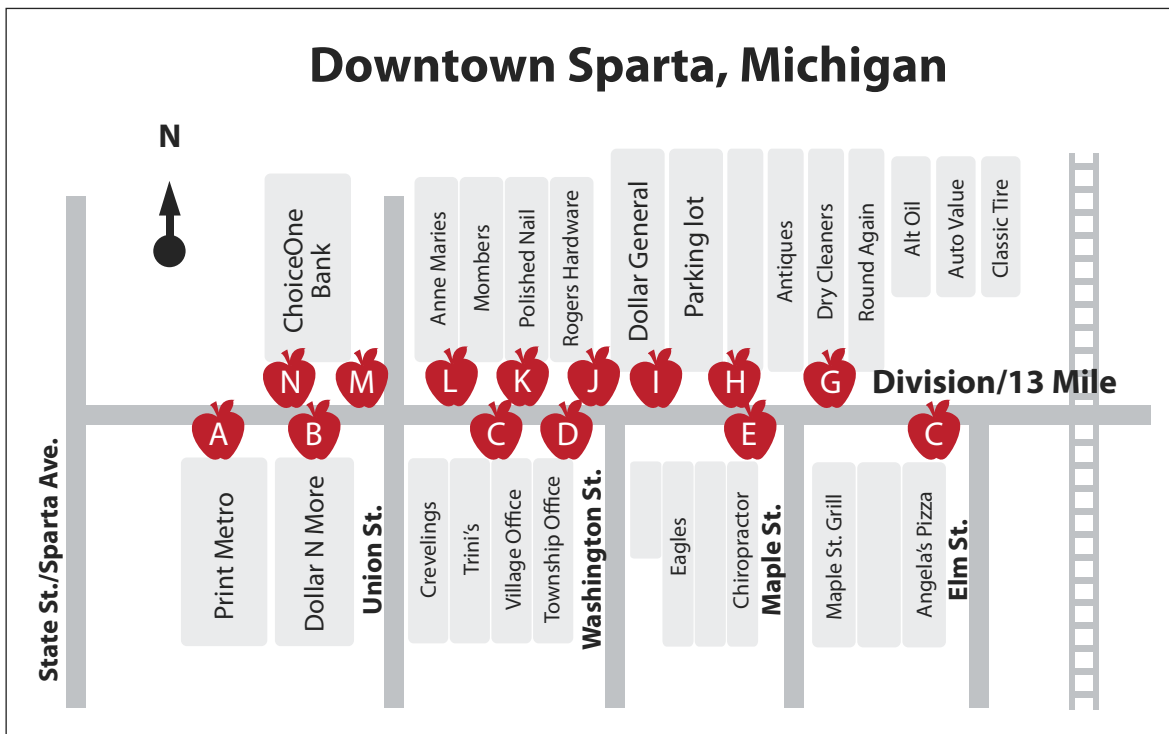 Downtown Sparta, Michigan
N
ChoiceOne
Bank
Anne Maries
Mombers
Polished Nail
Rogers Hardware
Dollar General
Parking lot
Antiques
Dry Cleaners
Round Again
Alt Oil
Auto Value
Classic Tire
N
M
L
K
J
I
H
G
Division/13 Mile
A
B
C
D
E
C
State St./Sparta Ave.
Print Metro
Dollar N More
Union St.
Crevelings
Trini's
Village Office
Township Office
Washington St.
Eagles
Chiropractor
Maple St.
Maple St. Grill
Angela's Pizza
Elm St.